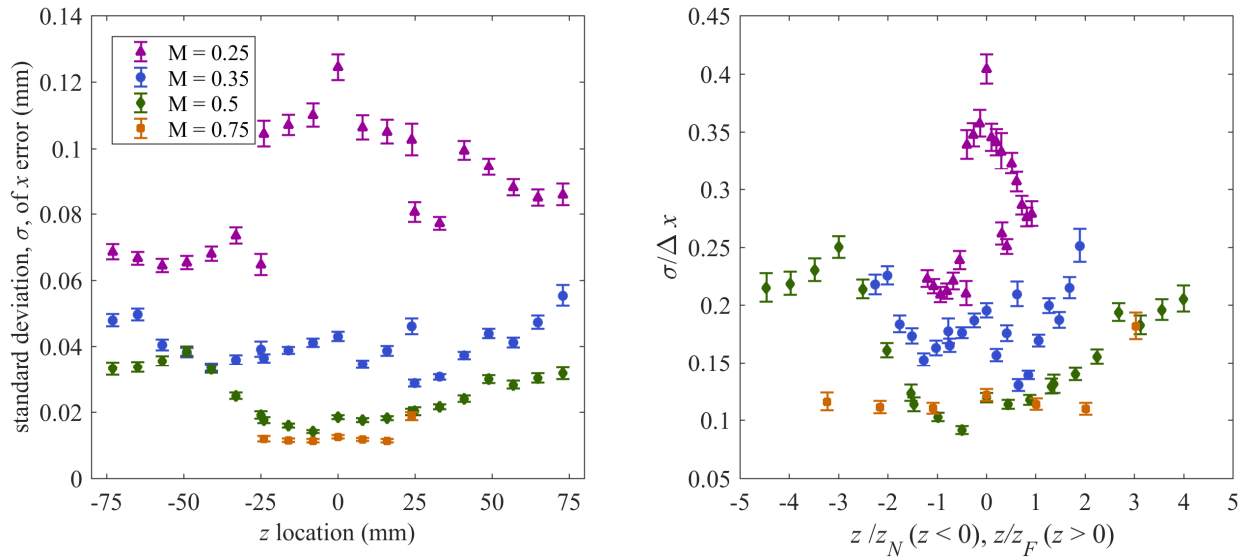 0.14
0.12
0.1
0.08
0.06
0.04
0.02
0
-75 -50 -25 0 25 50 75
z location (mm)
standard deviation, σ, of x error (mm)
M = 0.25
M = 0.35
M = 0.5
M = 0.75
0.45
0.4
0.35
0.3
0.25
0.2
0.15
0.1
0.05
-5 -4 -3 -2 -1 0 1 2 3 4 5
z /z_N (z < 0), z/z_F (z > 0)
σ/Δ x